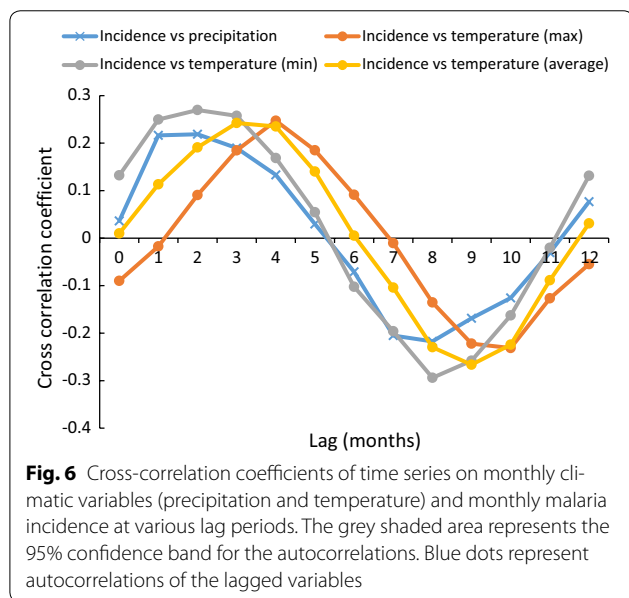 Incidence vs precipitation Incidence vs temperature (max)
Incidence vs temperature (min) Incidence vs temperature (average)
0.3
0.2
0.1
0
-0.1
-0.2
-0.3
-0.4
Cross correlation coefficient
0 1 2 3 4 5 6 7 8 9 10 11 12
Lag (months)
Fig. 6 Cross-correlation coefficients of time series on monthly cli-
matic variables (precipitation and temperature) and monthly malaria
incidence at various lag periods. The grey shaded area represents the
95% confidence band for the autocorrelations. Blue dots represent
autocorrelations of the lagged variables